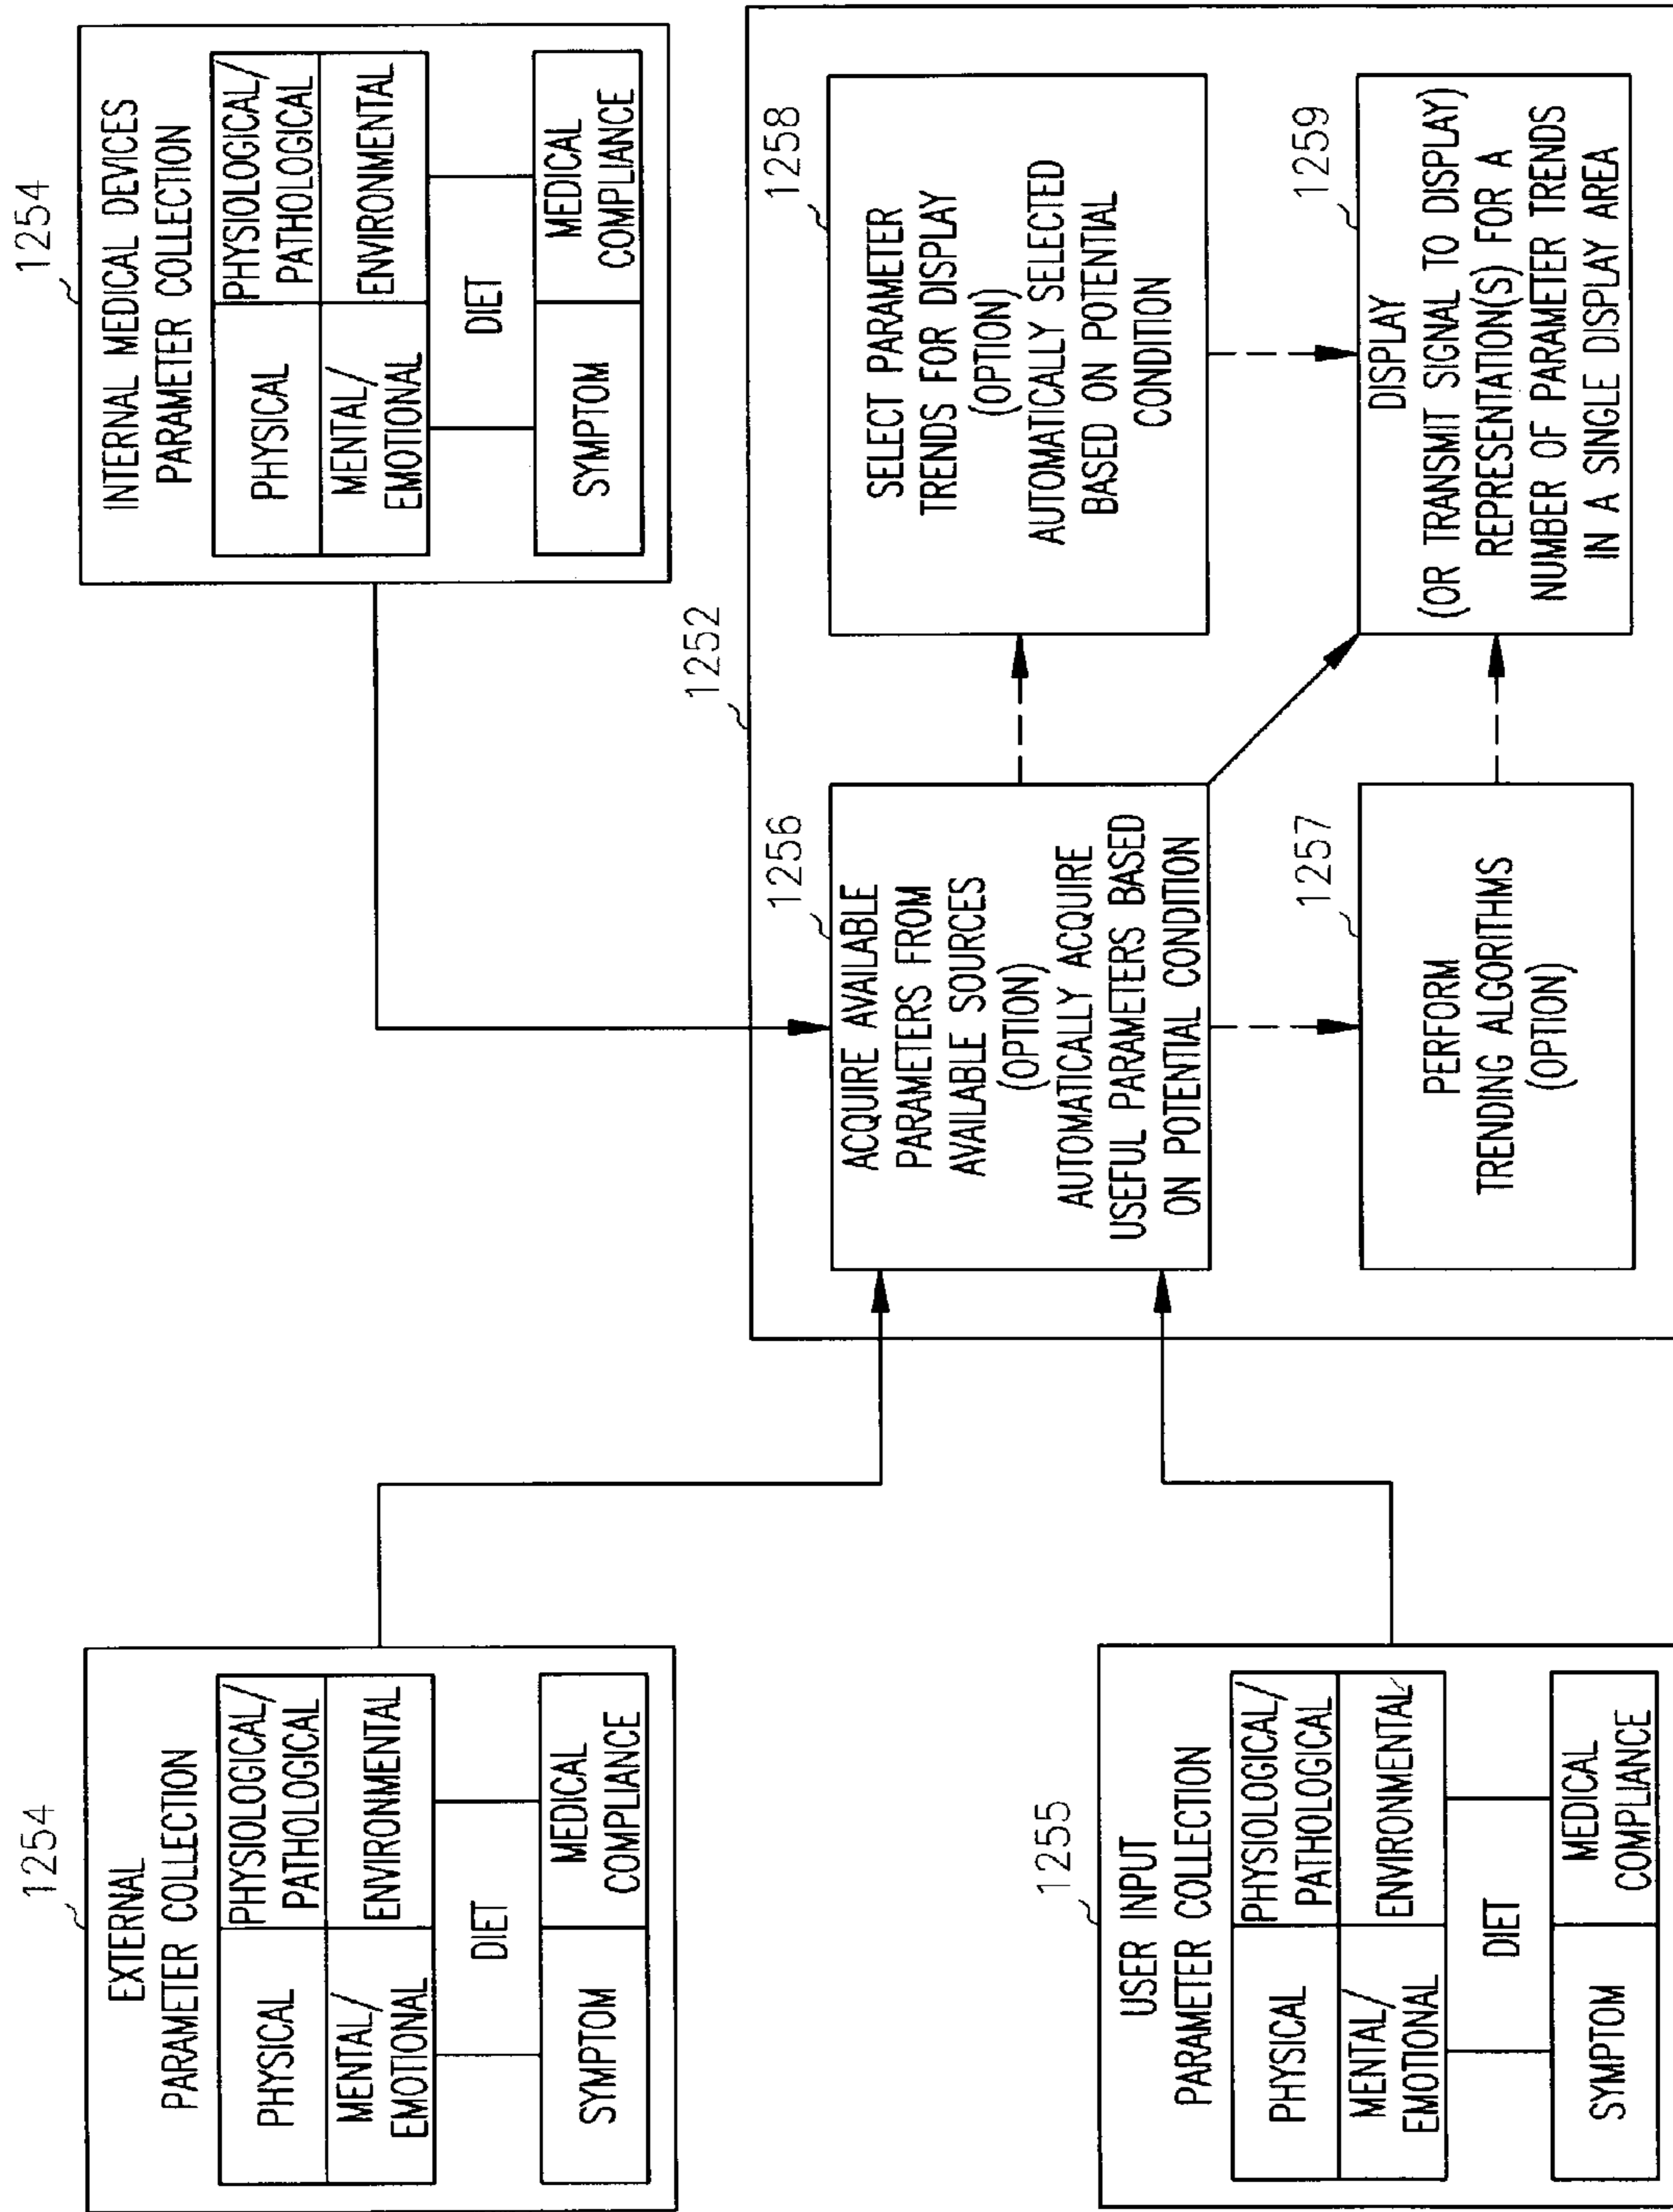 1254
EXTERNAL
PARAMETER COLLECTION
PHYSICAL
PHYSIOLOGICAL/
PATHOLOGICAL
MENTAL/
EMOTIONAL
ENVIRONMENTAL
DIET
SYMPTOM
MEDICAL
COMPLIANCE
1254
INTERNAL MEDICAL DEVICES
PARAMETER COLLECTION
PHYSICAL
PHYSIOLOGICAL/
PATHOLOGICAL
MENTAL/
EMOTIONAL
ENVIRONMENTAL
DIET
SYMPTOM
MEDICAL
COMPLIANCE
1255
USER INPUT
PARAMETER COLLECTION
PHYSICAL
PHYSIOLOGICAL/
PATHOLOGICAL
MENTAL/
EMOTIONAL
ENVIRONMENTAL
DIET
SYMPTOM
MEDICAL
COMPLIANCE
1252
1256
ACQUIRE AVAILABLE
PARAMETERS FROM
AVAILABLE SOURCES
(OPTION)
AUTOMATICALLY ACQUIRE
USEFUL PARAMETERS BASED
ON POTENTIAL CONDITION
1258
SELECT PARAMETER
TRENDS FOR DISPLAY
(OPTION)
AUTOMATICALLY SELECTED
BASED ON POTENTIAL
CONDITION
1257
PERFORM
TRENDING ALGORITHMS
(OPTION)
1259
DISPLAY
(OR TRANSMIT SIGNAL TO DISPLAY)
REPRESENTATION(S) FOR A
NUMBER OF PARAMETER TRENDS
IN A SINGLE DISPLAY AREA